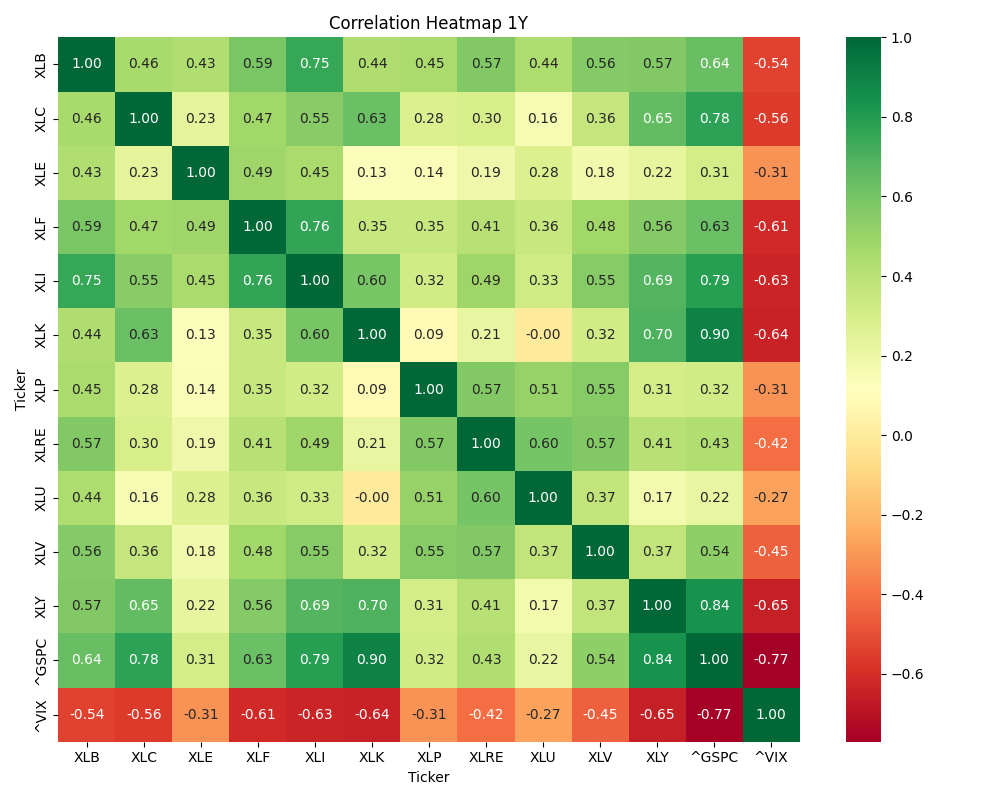 Correlation Heatmap 1Y
XLB 1.00 0.46 0.43 0.59 0.75 0.44 0.45 0.57 0.44 0.56 0.57 0.64 -0.54
XLC 0.46 1.00 0.23 0.47 0.55 0.63 0.28 0.30 0.16 0.36 0.65 0.78 -0.56
XLE 0.43 0.23 1.00 0.49 0.45 0.13 0.14 0.19 0.28 0.18 0.22 0.31 -0.31
XLF 0.59 0.47 0.49 1.00 0.76 0.35 0.35 0.41 0.36 0.48 0.56 0.63 -0.61
XLI 0.75 0.55 0.45 0.76 1.00 0.60 0.32 0.49 0.33 0.55 0.69 0.79 -0.63
XLK 0.44 0.63 0.13 0.35 0.60 1.00 0.09 0.21 -0.00 0.32 0.70 0.90 -0.64
XLP 0.45 0.28 0.14 0.35 0.32 0.09 1.00 0.57 0.51 0.55 0.31 0.32 -0.31
XLRE 0.57 0.30 0.19 0.41 0.49 0.21 0.57 1.00 0.60 0.57 0.41 0.43 -0.42
XLU 0.44 0.16 0.28 0.36 0.33 -0.00 0.51 0.60 1.00 0.37 0.17 0.22 -0.27
XLV 0.56 0.36 0.18 0.48 0.55 0.32 0.55 0.57 0.37 1.00 0.37 0.54 -0.45
XLY 0.57 0.65 0.22 0.56 0.69 0.70 0.31 0.41 0.17 0.37 1.00 0.84 -0.65
^GSPC 0.64 0.78 0.31 0.63 0.79 0.90 0.32 0.43 0.22 0.54 0.84 1.00 -0.77
^VIX -0.54 -0.56 -0.31 -0.61 -0.63 -0.64 -0.31 -0.42 -0.27 -0.45 -0.65 -0.77 1.00
XLB XLC XLE XLF XLI XLK XLP XLRE XLU XLV XLY ^GSPC ^VIX
Ticker
Ticker
1.0
0.8
0.6
0.4
0.2
0.0
−0.2
−0.4
−0.6